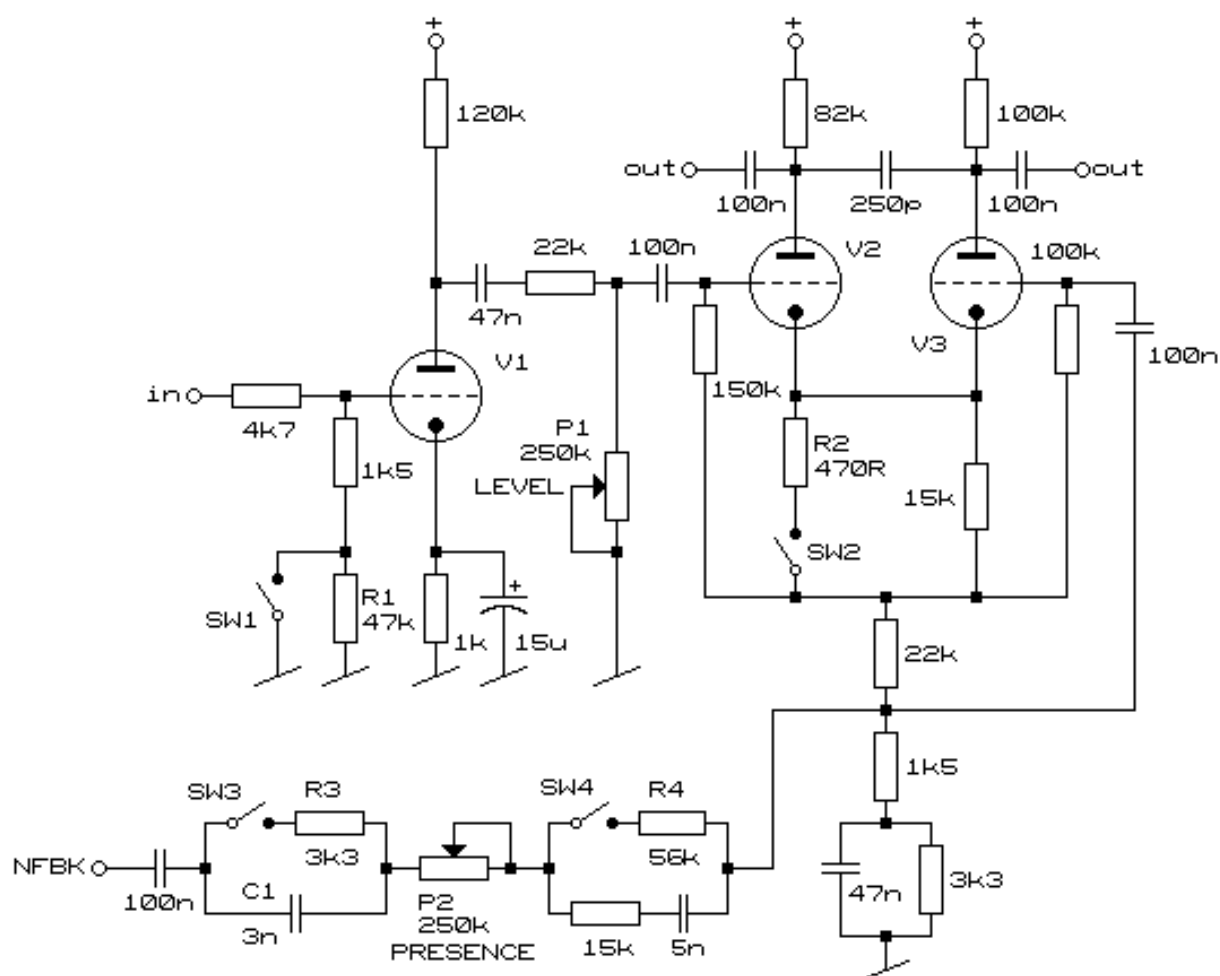 +
+
+
120k
82k
100k
out
out
100n
250p
100n
V2
22k
100n
100k
47n
V1
V3
100n
in
150k
4k7
P1
250k
R2
470R
1k5
LEVEL
15k
SW2
R1
47k
+
SW1
1k
15u
22k
1k5
SW3
R3
SW4
R4
NFBK
3k3
56k
47n
3k3
100n
C1
3n
P2
250k
PRESENCE
15k
5n